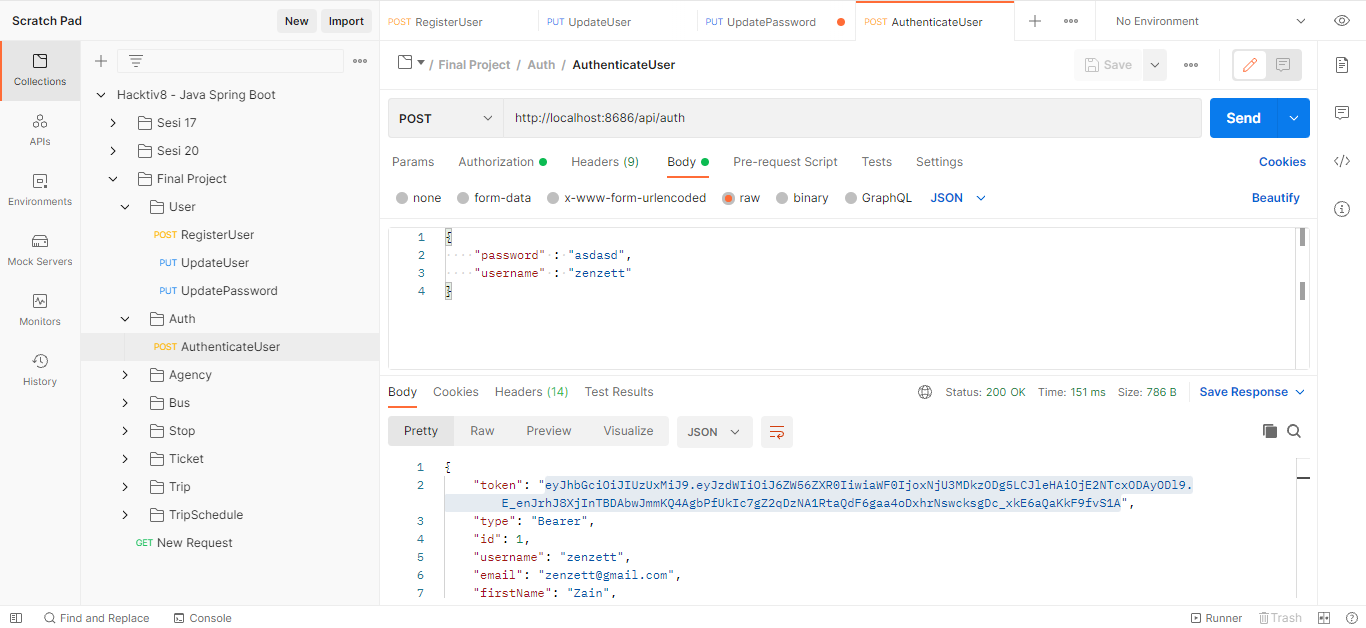 Scratch Pad
New
Import
POST RegisterUser
PUT UpdateUser
PUT UpdatePassword
POST AuthenticateUser
No Environment
Collections
APIs
Environments
Mock Servers
Monitors
History
Hacktiv8 - Java Spring Boot
Sesi 17
Sesi 20
Final Project
User
POST RegisterUser
PUT UpdateUser
PUT UpdatePassword
Auth
POST AuthenticateUser
Agency
Bus
Stop
Ticket
Trip
TripSchedule
GET New Request
/ Final Project / Auth / AuthenticateUser
Save
POST
http://localhost:8686/api/auth
Send
Params Authorization Headers (9) Body Pre-request Script Tests Settings
Cookies
none form-data x-www-form-urlencoded raw binary GraphQL JSON
Beautify
1 {
2 "password" : "asdasd",
3 "username" : "zenzett"
4 }
Body Cookies Headers (14) Test Results
Status: 200 OK Time: 151 ms Size: 786 B
Save Response
Pretty Raw Preview Visualize JSON
1 {
2 "token": "eyJhbGciOiJIUzUxMiJ9.eyJzdWIiOiJ6ZW56ZXR0IiwiaWF0IjoxNjU3MDkzODg5LCJleHAiOjE2NTcxODAyODl9.
E_enJrhJ8XjInTBDAbwJmmKQ4AgbPfUkIc7gZ2qDzNA1RtaQdF6gaa4oDxhrNswcksgDc_xkE6aQaKkF9fvS1A",
3 "type": "Bearer",
4 "id": 1,
5 "username": "zenzett",
6 "email": "zenzett@gmail.com",
7 "firstName": "Zain",
Find and Replace
Console
Runner
Trash